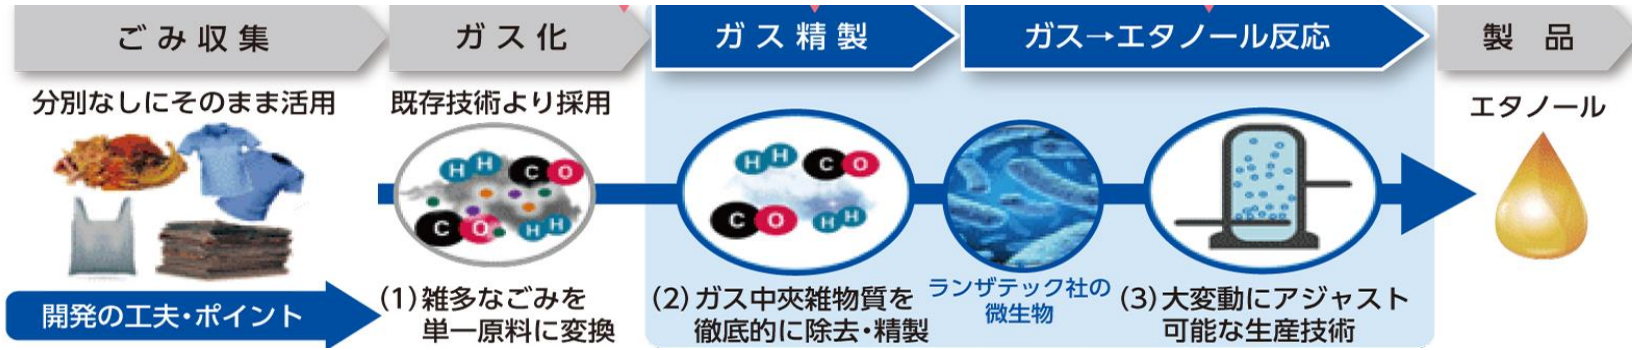 ごみ収集
ガス化
ガス精製
ガス→エタノール反応
製品
分別なしにそのまま活用
既存技術より採用
エタノール
H H C O
C O H H
H H C O
C O H H
開発の工夫・ポイント
(1)雑多なごみを
単一原料に変換
(2)ガス中夾雑物質を
徹底的に除去・精製
ランザテック社の
微生物
(3)大変動にアジャスト
可能な生産技術